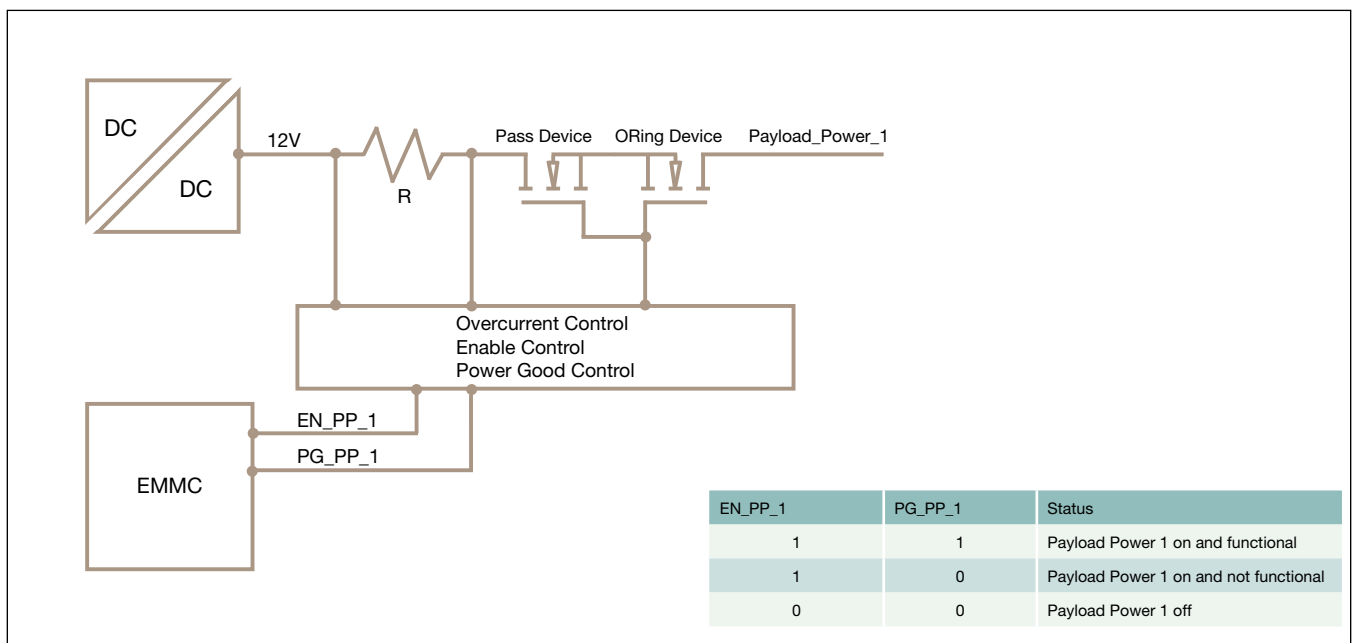 DC
DC
12V
R
Pass Device
ORing Device
Payload_Power_1
Overcurrent Control
Enable Control
Power Good Control
EN_PP_1
PG_PP_1
EMMC
EN_PP_1 PG_PP_1 Status
1 1 Payload Power 1 on and functional
1 0 Payload Power 1 on and not functional
0 0 Payload Power 1 off